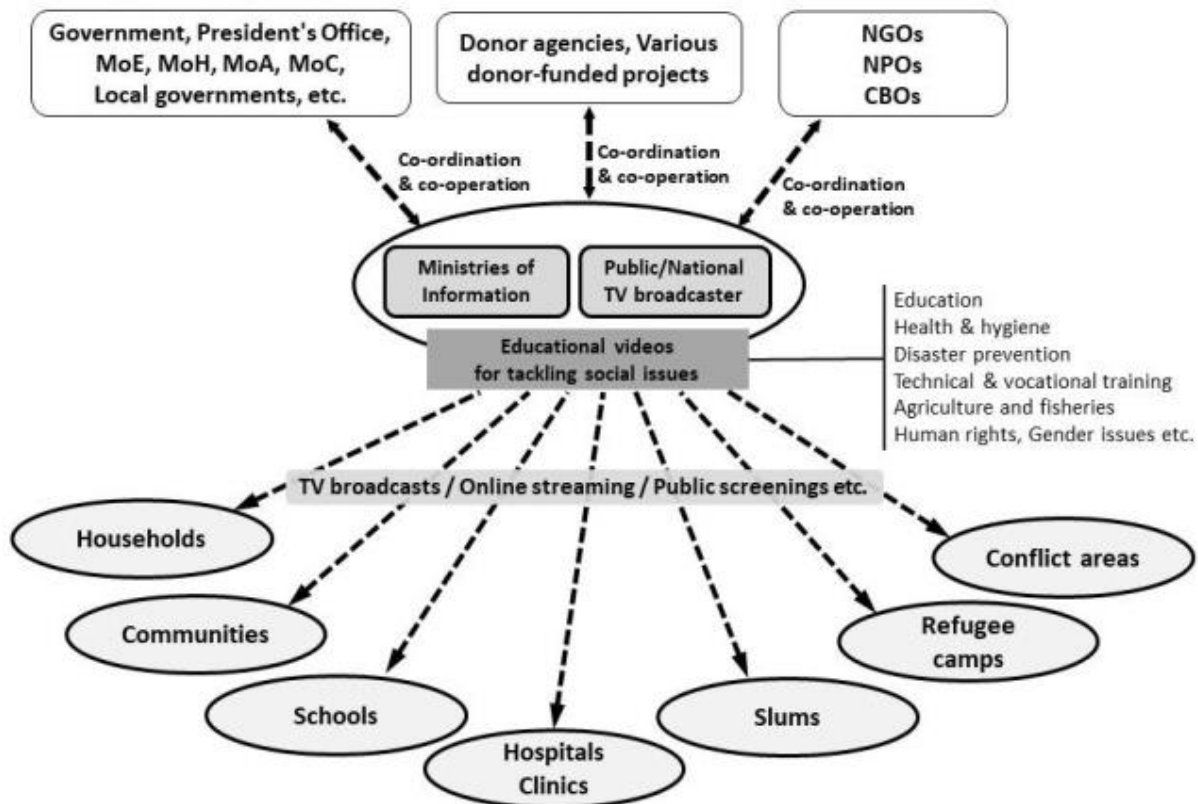 Government, President's Office,
MoE, MoH, MoA, MoC,
Local governments, etc.
Donor agencies, Various
donor-funded projects
NGOs
NPOs
CBOs
Co-ordination
& co-operation
Co-ordination
& co-operation
Co-ordination
& co-operation
Ministries of
Information
Public/National
TV broadcaster
Educational videos
for tackling social issues
Education
Health & hygiene
Disaster prevention
Technical & vocational training
Agriculture and fisheries
Human rights, Gender issues etc.
TV broadcasts / Online streaming / Public screenings etc.
Households
Communities
Schools
Hospitals
Clinics
Slums
Refugee
camps
Conflict areas